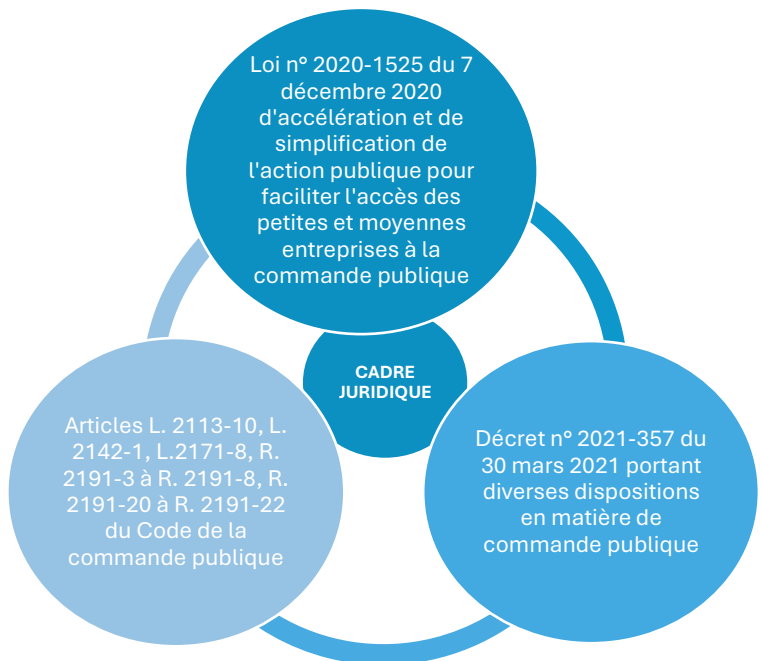 Loi n° 2020-1525 du 7
décembre 2020
d'accélération et de
simplification de
l'action publique pour
faciliter l'accès des
petites et moyennes
entreprises à la
commande publique
CADRE
JURIDIQUE
Articles L. 2113-10, L.
2142-1, L.2171-8, R.
2191-3 à R. 2191-8, R.
2191-20 à R. 2191-22
du Code de la
commande publique
Décret n° 2021-357 du
30 mars 2021 portant
diverses dispositions
en matière de
commande publique